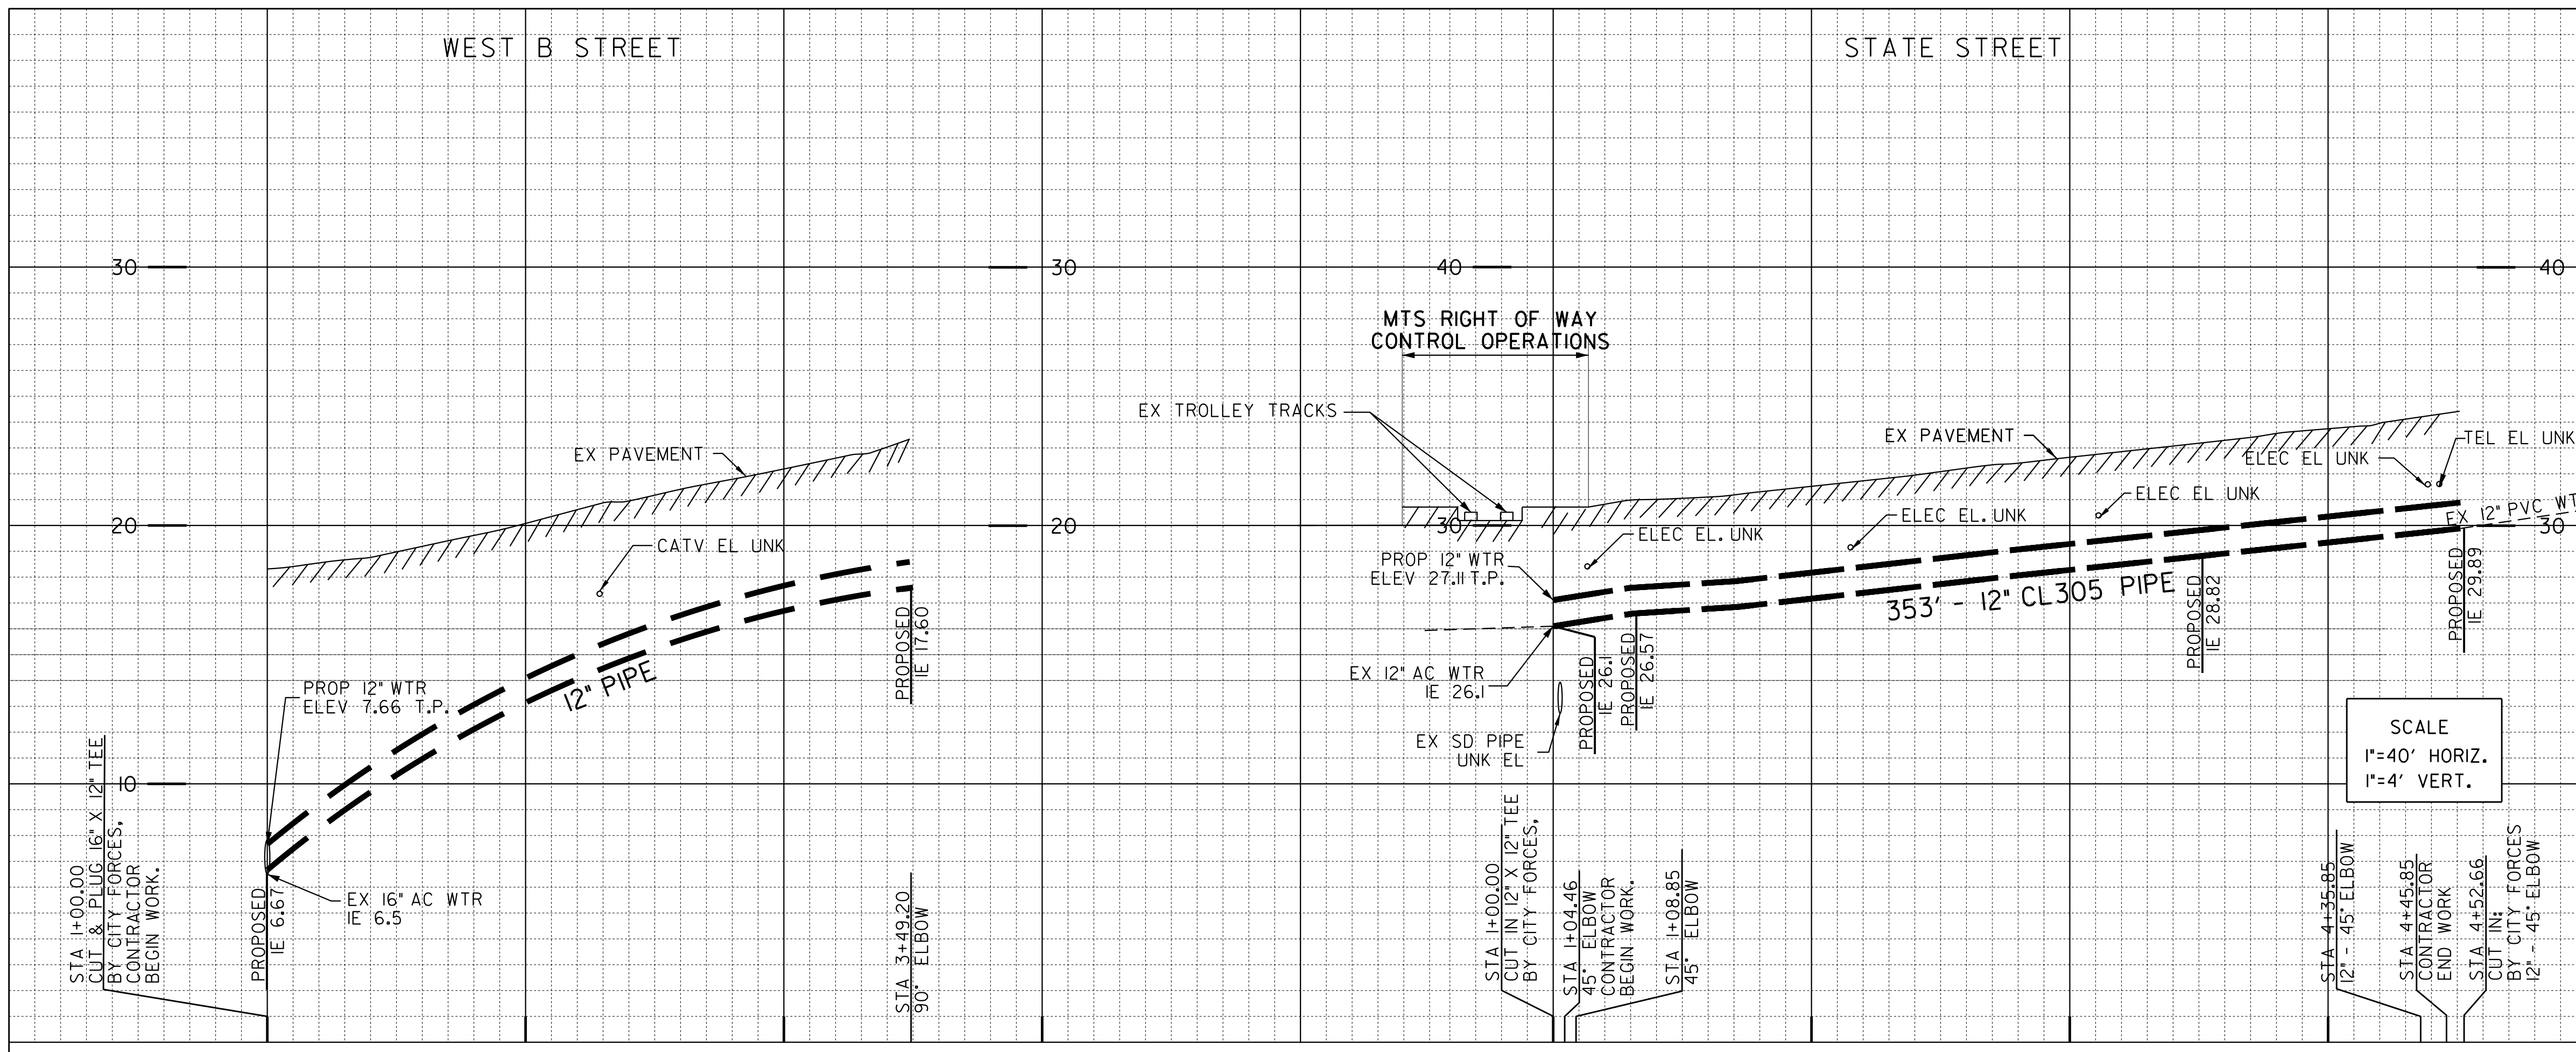 WEST B STREET
STATE STREET
30
30
40
40
MTS RIGHT OF WAY
CONTROL OPERATIONS
EX TROLLEY TRACKS
EX PAVEMENT
EX PAVEMENT
TEL EL UNK
ELEC EL UNK
ELEC EL UNK
ELEC EL. UNK
ELEC EL. UNK
EX 12" PVC WT
20
20
30
30
CATV EL UNK
PROP 12" WTR
ELEV 27.11 T.P.
353' - 12" CL305 PIPE
12" PIPE
PROPOSED
IE 17.60
PROPOSED
IE 26.1
PROPOSED
IE 26.57
PROPOSED
IE 28.82
PROPOSED
IE 29.89
PROP 12" WTR
ELEV 7.66 T.P.
EX 12" AC WTR
IE 26.1
EX SD PIPE
UNK EL
SCALE
1"=40' HORIZ.
1"=4' VERT.
10
STA 1+00.00
CUT & PLUG 16" X 12" TEE
BY CITY FORCES,
CONTRACTOR
BEGIN WORK.
PROPOSED
IE 6.67
EX 16" AC WTR
IE 6.5
STA 3+49.20
90° ELBOW
STA 1+00.00
CUT IN 12" X 12" TEE
BY CITY FORCES,
STA 1+04.46
45° ELBOW
CONTRACTOR
BEGIN WORK.
STA 1+08.85
45° ELBOW
STA 4+35.85
12" - 45° ELBOW
STA 4+45.85
CONTRACTOR
END WORK
STA 4+52.66
CUT IN:
BY CITY FORCES
12" - 45° ELBOW